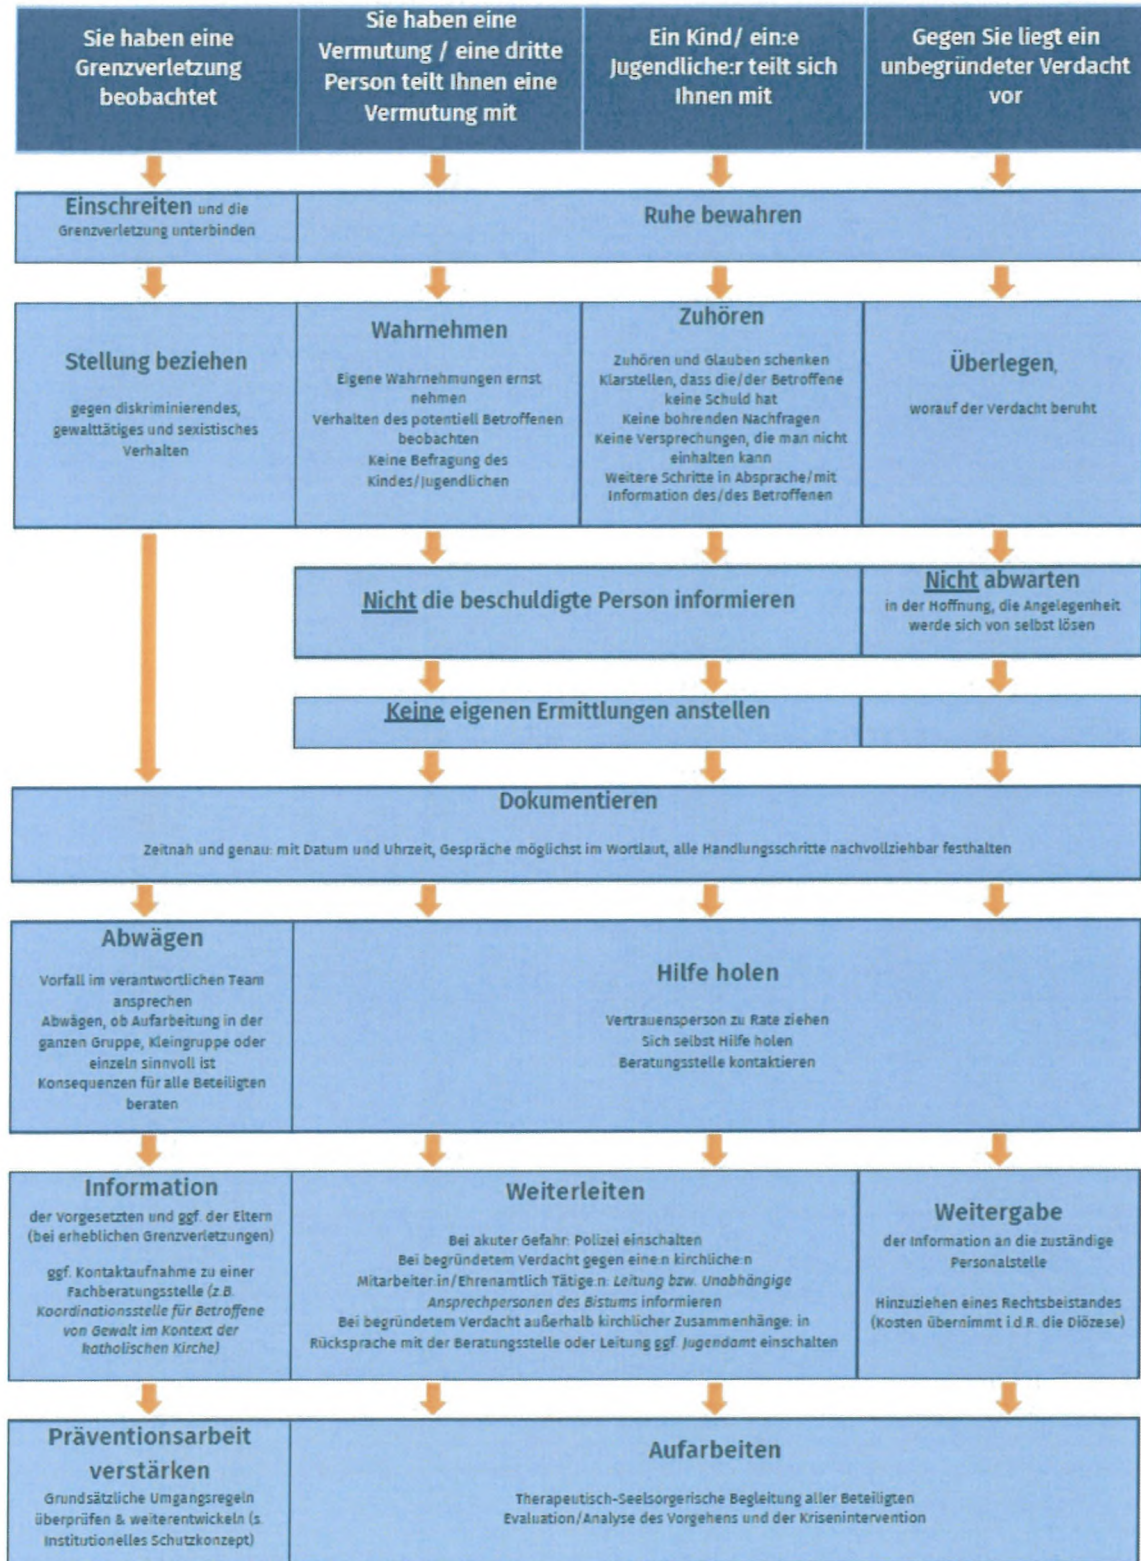 Sie haben eine
Grenzverletzung
beobachtet
Sie haben eine
Vermutung / eine dritte
Person teilt Ihnen eine
Vermutung mit
Ein Kind/ ein:e
Jugendliche:r teilt sich
Ihnen mit
Gegen Sie liegt ein
unbegründeter Verdacht
vor
Einschreiten und die
Grenzverletzung unterbinden
Ruhe bewahren
Stellung beziehen
gegen diskriminierendes,
gewalttätiges und sexistisches
Verhalten
Wahrnehmen
Eigene Wahrnehmungen ernst
nehmen
Verhalten des potentiell Betroffenen
beobachten
Keine Befragung des
Kindes/Jugendlichen
Zuhören
Zuhören und Glauben schenken
Klarstellen, dass die/der Betroffene
keine Schuld hat
Keine bohrenden Nachfragen
Keine Versprechungen, die man nicht
einhalten kann
Weitere Schritte in Absprache/mit
Information des/des Betroffenen
Überlegen,
worauf der Verdacht beruht
Nicht die beschuldigte Person informieren
Nicht abwarten
in der Hoffnung, die Angelegenheit
werde sich von selbst lösen
Keine eigenen Ermittlungen anstellen
Dokumentieren
Zeitnah und genau: mit Datum und Uhrzeit, Gespräche möglichst im Wortlaut, alle Handlungsschritte nachvollziehbar festhalten
Abwägen
Vorfall im verantwortlichen Team
ansprechen
Abwägen, ob Aufarbeitung in der
ganzen Gruppe, Kleingruppe oder
einzeln sinnvoll ist
Konsequenzen für alle Beteiligten
beraten
Hilfe holen
Vertrauensperson zu Rate ziehen
Sich selbst Hilfe holen
Beratungsstelle kontaktieren
Information
der Vorgesetzten und ggf. der Eltern
(bei erheblichen Grenzverletzungen)
ggf. Kontaktaufnahme zu einer
Fachberatungsstelle (z.B.
Koordinationsstelle für Betroffene
von Gewalt im Kontext der
katholischen Kirche)
Weiterleiten
Bei akuter Gefahr: Polizei einschalten
Bei begründetem Verdacht gegen eine:n kirchliche:n
Mitarbeiter:in/Ehrenamtlich Tätige:n: Leitung bzw. Unabhängige
Ansprechpersonen des Bistums informieren
Bei begründetem Verdacht außerhalb kirchlicher Zusammenhänge: in
Rücksprache mit der Beratungsstelle oder Leitung ggf. Jugendamt einschalten
Weitergabe
der Information an die zuständige
Personalstelle
Hinzuziehen eines Rechtsbeistandes
(Kosten übernimmt i.d.R. die Diözese)
Präventionsarbeit
verstärken
Grundsätzliche Umgangsregeln
überprüfen & weiterentwickeln (s.
Institutionelles Schutzkonzept)
Aufarbeiten
Therapeutisch-Seelsorgerische Begleitung aller Beteiligten
Evaluation/Analyse des Vorgehens und der Krisenintervention